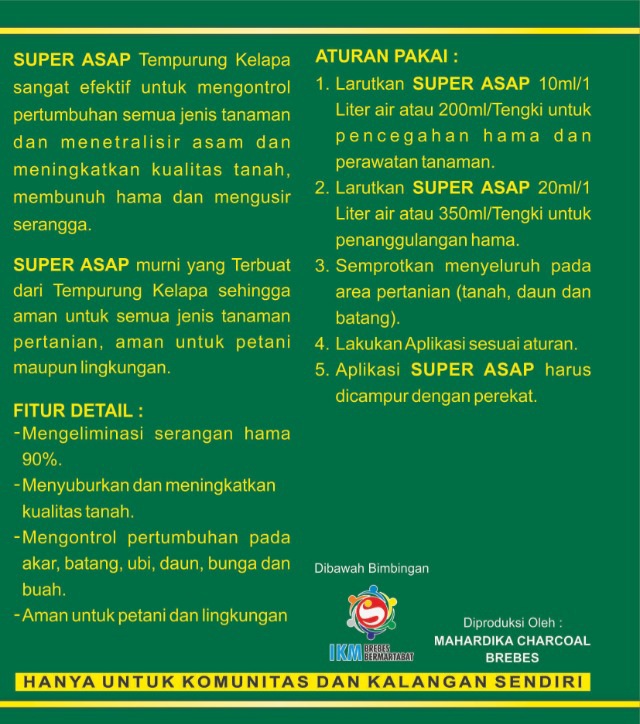 SUPER ASAP Tempurung Kelapa
sangat efektif untuk mengontrol
pertumbuhan semua jenis tanaman
dan menetralisir asam dan
meningkatkan kualitas tanah,
membunuh hama dan mengusir
serangga.
SUPER ASAP murni yang Terbuat
dari Tempurung Kelapa sehingga
aman untuk semua jenis tanaman
pertanian, aman untuk petani
maupun lingkungan.
FITUR DETAIL :
-Mengeliminasi serangan hama
90%.
-Menyuburkan dan meningkatkan
kualitas tanah.
-Mengontrol pertumbuhan pada
akar, batang, ubi, daun, bunga dan
buah.
-Aman untuk petani dan lingkungan
ATURAN PAKAI :
1. Larutkan SUPER ASAP 10ml/1
Liter air atau 200ml/Tengki untuk
pencegahan hama dan
perawatan tanaman.
2. Larutkan SUPER ASAP 20ml/1
Liter air atau 350ml/Tengki untuk
penanggulangan hama.
3. Semprotkan menyeluruh pada
area pertanian (tanah, daun dan
batang).
4. Lakukan Aplikasi sesuai aturan.
5. Aplikasi SUPER ASAP harus
dicampur dengan perekat.
Dibawah Bimbingan
IKM BREBES
BERMARTABAT
Diproduksi Oleh :
MAHARDIKA CHARCOAL
BREBES
HANYA UNTUK KOMUNITAS DAN KALANGAN SENDIRI